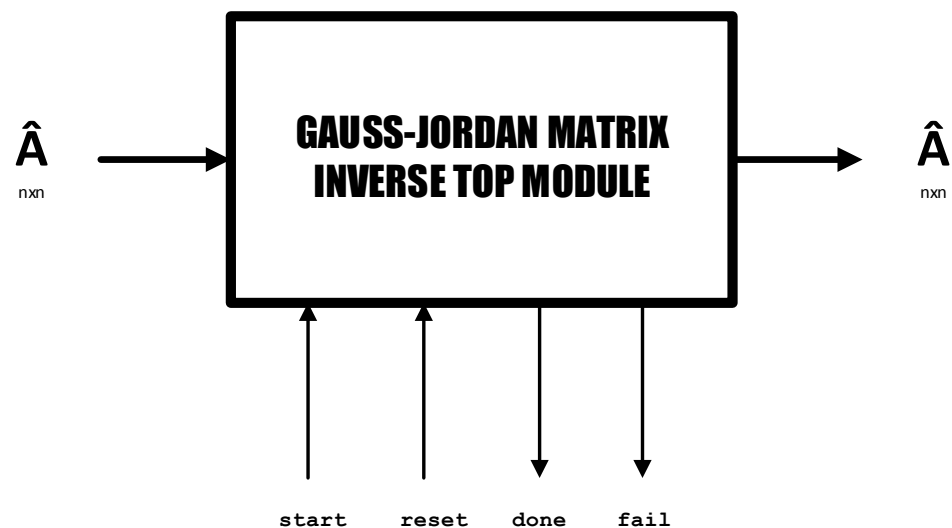 GAUSS-JORDAN MATRIX
INVERSE TOP MODULE
Â
nxn
Â
nxn
start reset done fail